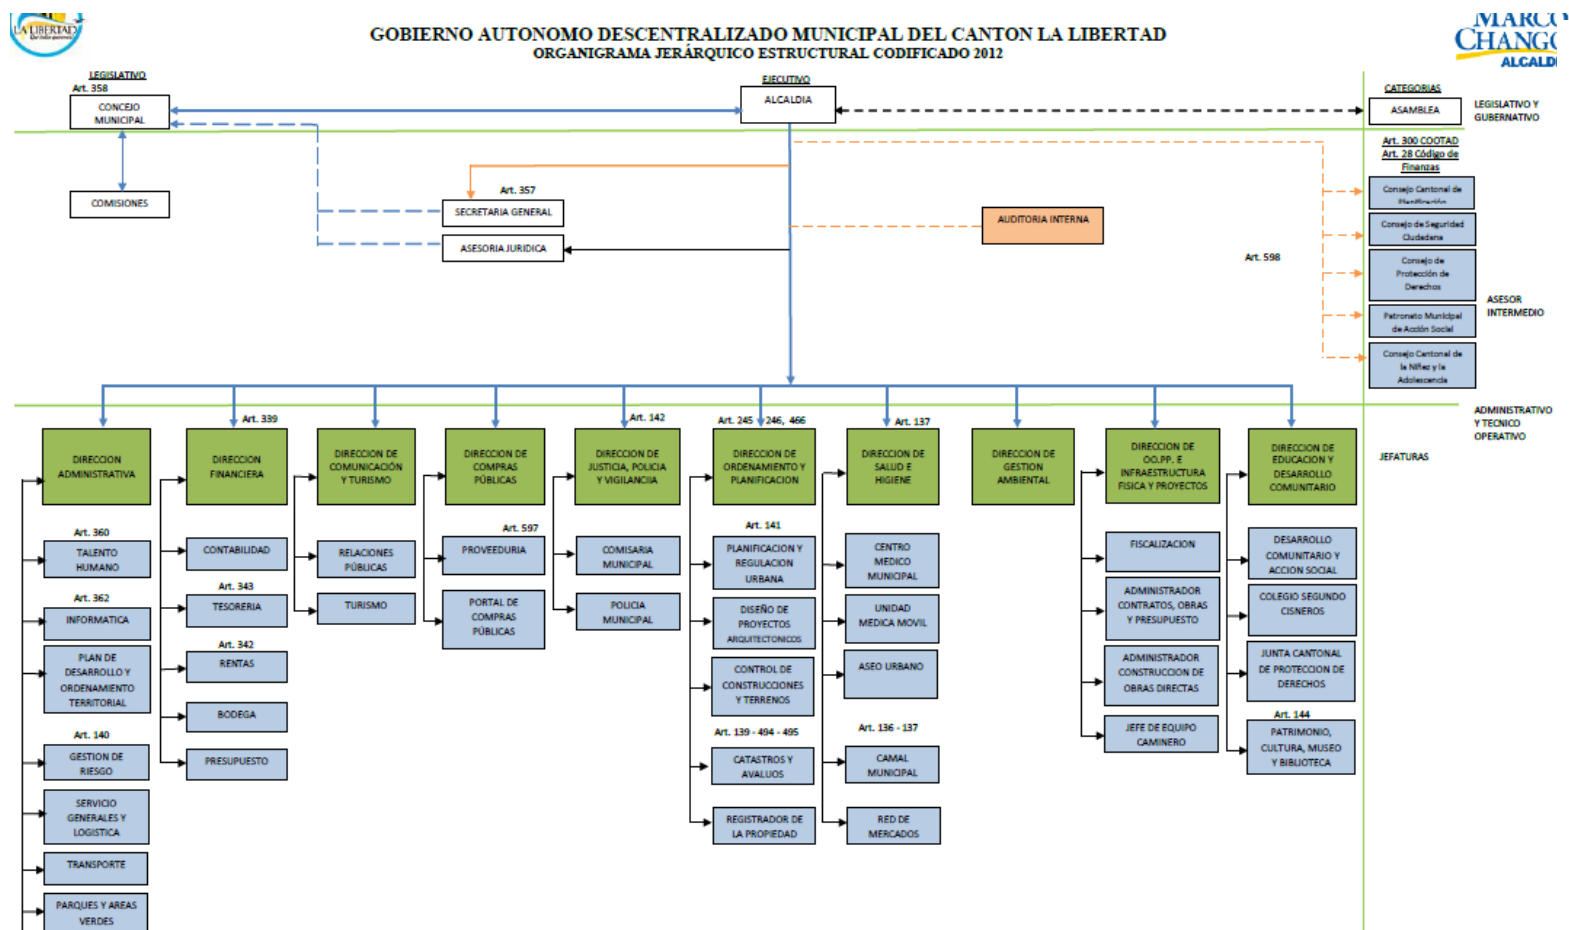 LA LIBERTAD
GOBIERNO AUTONOMO DESCENTRALIZADO MUNICIPAL DEL CANTON LA LIBERTAD
ORGANIGRAMA JERÁRQUICO ESTRUCTURAL CODIFICADO 2012
MARCO
CHANGO
ALCALD
LEGISLATIVO
Art. 358
CONCEJO
MUNICIPAL
COMISIONES
EJECUTIVO
ALCALDIA
CATEGORIAS
ASAMBLEA
LEGISLATIVO Y
GUBERNATIVO
Art. 300 COOTAD
Art. 28 Código de
Finanzas
Consejo Cantonal de
Planificación
Consejo de Seguridad
Ciudadana
Consejo de
Protección de
Derechos
Patronato Municipal
de Acción Social
Consejo Cantonal de
la Niñez y la
Adolescencia
ASESOR
INTERMEDIO
Art. 357
SECRETARIA GENERAL
ASESORIA JURIDICA
AUDITORIA INTERNA
Art. 598
ADMINISTRATIVO
Y TECNICO
OPERATIVO
JEFATURAS
DIRECCION
ADMINISTRATIVA
Art. 360
TALENTO
HUMANO
Art. 362
INFORMATICA
PLAN DE
DESARROLLO Y
ORDENAMIENTO
TERRITORIAL
Art. 140
GESTION DE
RIESGO
SERVICIO
GENERALES Y
LOGISTICA
TRANSPORTE
PARQUES Y AREAS
VERDES
Art. 339
DIRECCION
FINANCIERA
CONTABILIDAD
Art. 343
TESORERIA
Art. 342
RENTAS
BODEGA
PRESUPUESTO
DIRECCION DE
COMUNICACIÓN
Y TURISMO
RELACIONES
PÚBLICAS
TURISMO
DIRECCION DE
COMPRAS
PÚBLICAS
Art. 597
PROVEEDURIA
PORTAL DE
COMPRAS
PÚBLICAS
Art. 142
DIRECCION DE
JUSTICIA, POLICIA
Y VIGILANCIIA
COMISARIA
MUNICIPAL
POLICIA
MUNICIPAL
Art. 245 246, 466
DIRECCION DE
ORDENAMIENTO Y
PLANIFICACION
Art. 141
PLANIFICACION Y
REGULACION
URBANA
DISEÑO DE
PROYECTOS
ARQUITECTONICOS
CONTROL DE
CONSTRUCCIONES
Y TERRENOS
Art. 139 - 494 - 495
CATASTROS Y
AVALUOS
REGISTRADOR DE
LA PROPIEDAD
Art. 137
DIRECCION DE
SALUD E
HIGIENE
CENTRO
MEDICO
MUNICIPAL
UNIDAD
MEDICA MOVIL
ASEO URBANO
Art. 136 - 137
CAMAL
MUNICIPAL
RED DE
MERCADOS
DIRECCION DE
GESTION
AMBIENTAL
DIRECCION DE
OO.PP. E
INFRAESTRUCTURA
FISICA Y PROYECTOS
FISCALIZACION
ADMINISTRADOR
CONTRATOS, OBRAS
Y PRESUPUESTO
ADMINISTRADOR
CONSTRUCCION DE
OBRAS DIRECTAS
JEFE DE EQUIPO
CAMINERO
DIRECCION DE
EDUCACION Y
DESARROLLO
COMUNITARIO
DESARROLLO
COMUNITARIO Y
ACCION SOCIAL
COLEGIO SEGUNDO
CISNEROS
JUNTA CANTONAL
DE PROTECCION DE
DERECHOS
Art. 144
PATRIMONIO,
CULTURA, MUSEO
Y BIBLIOTECA